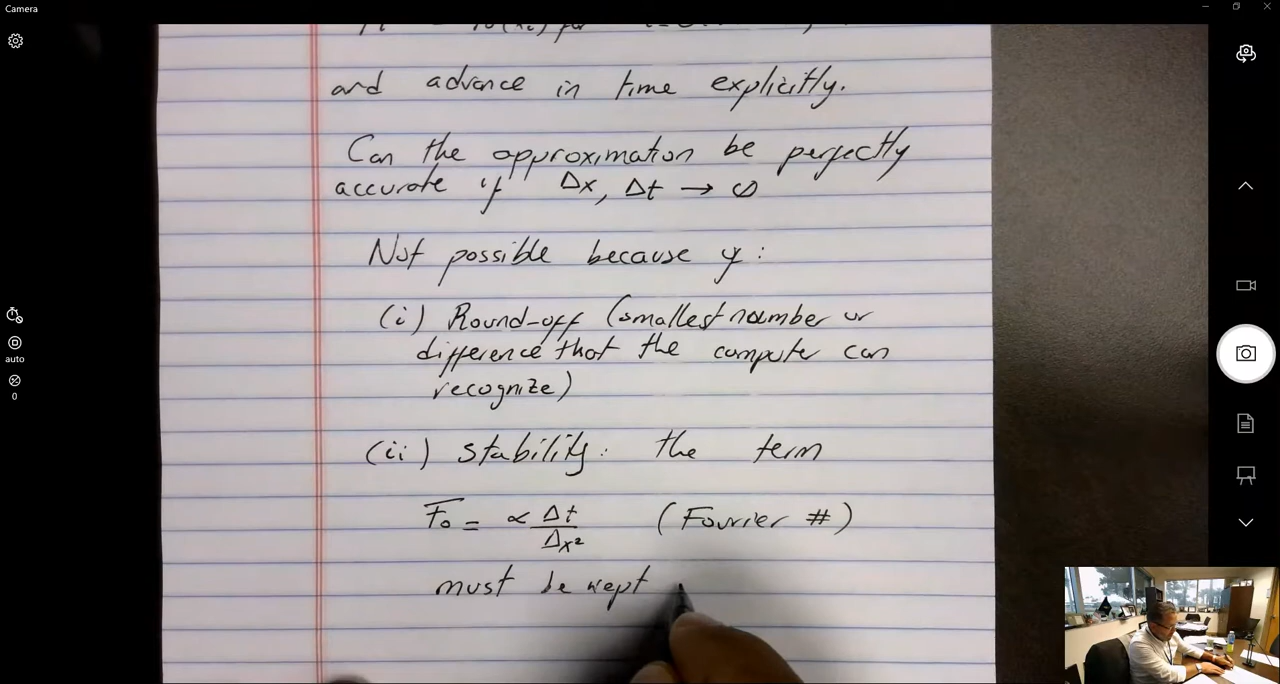 Camera
and advance in time explicitly.
Can the approximation be perfectly
accurate if Δx, Δt → ∞
Not possible because of:
(i) Round-off (smallest number or
difference that the computer can
recognize)
(ii) stability: the term
Fo = α Δt/Δx² (Fourier #)
must be kept
auto
0